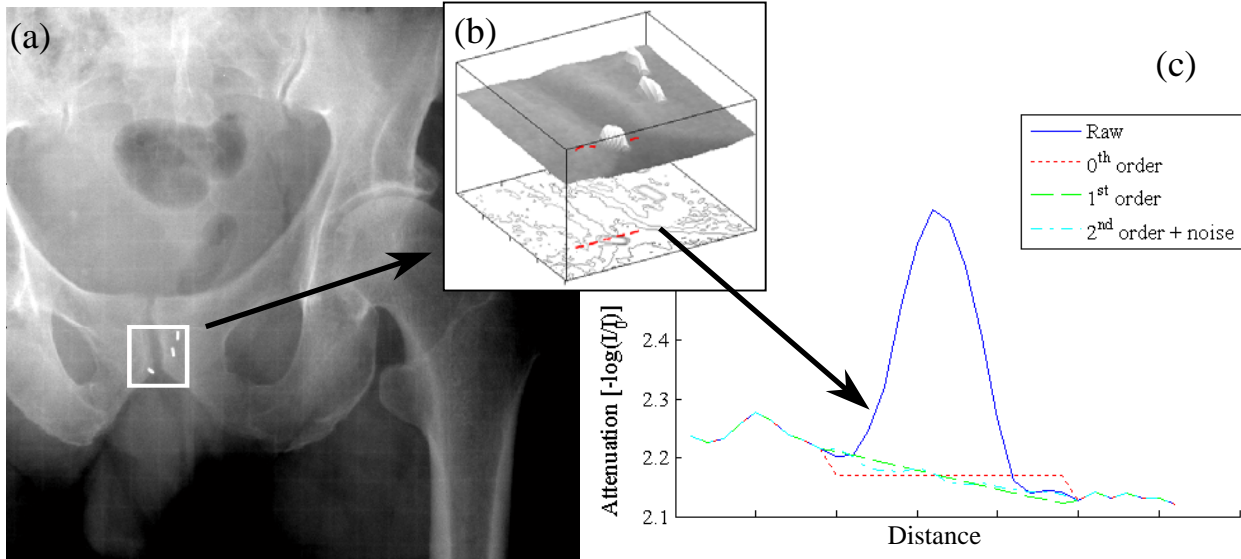 (a)
(b)
(c)
Raw
0th order
1st order
2nd order + noise
Attenuation [-log(I/I0)]
2.4
2.3
2.2
2.1
Distance